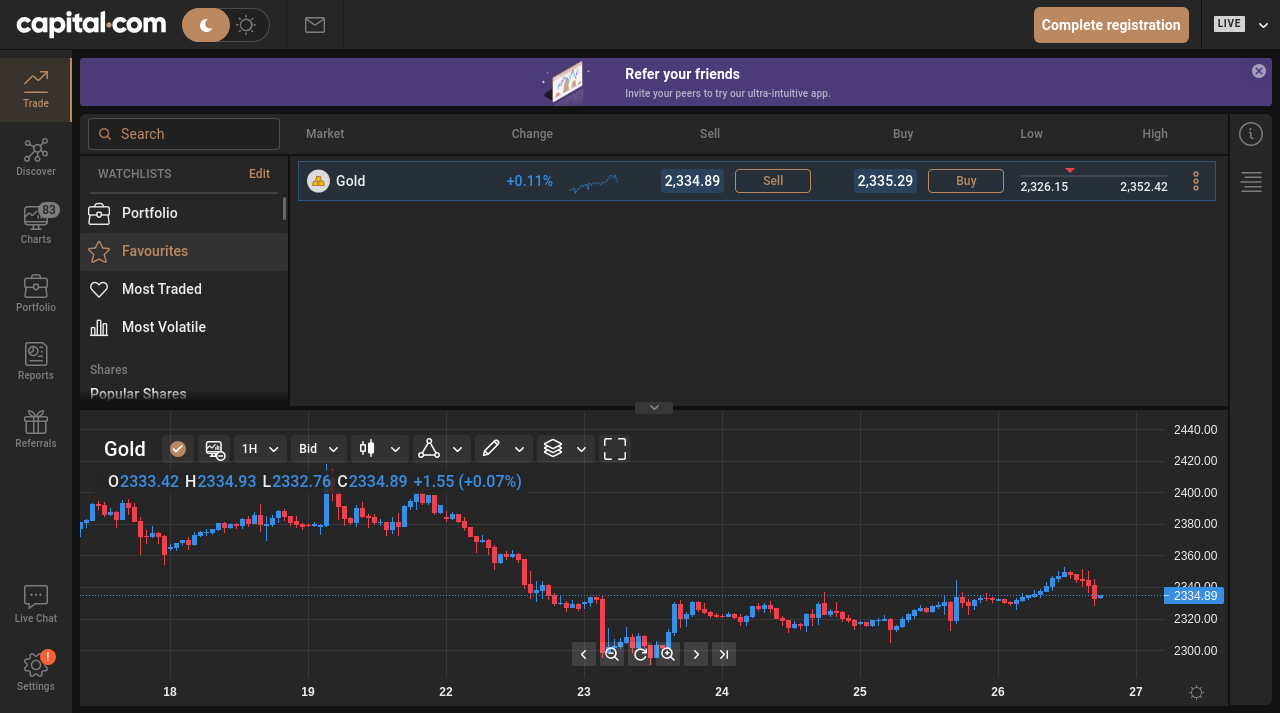 capital.com
Complete registration
LIVE
Trade
Discover
83
Charts
Portfolio
Reports
Referrals
Live Chat
!
Settings
Refer your friends
Invite your peers to try our ultra-intuitive app.
Search
Market Change Sell Buy Low High
WATCHLISTS Edit
Portfolio
Favourites
Most Traded
Most Volatile
Shares
Popular Shares
Gold +0.11% 2,334.89 Sell 2,335.29 Buy 2,326.15 2,352.42
Gold 1H Bid
O2333.42 H2334.93 L2332.76 C2334.89 +1.55 (+0.07%)
2440.00
2420.00
2400.00
2380.00
2360.00
2340.00
2334.89
2320.00
2300.00
18 19 22 23 24 25 26 27